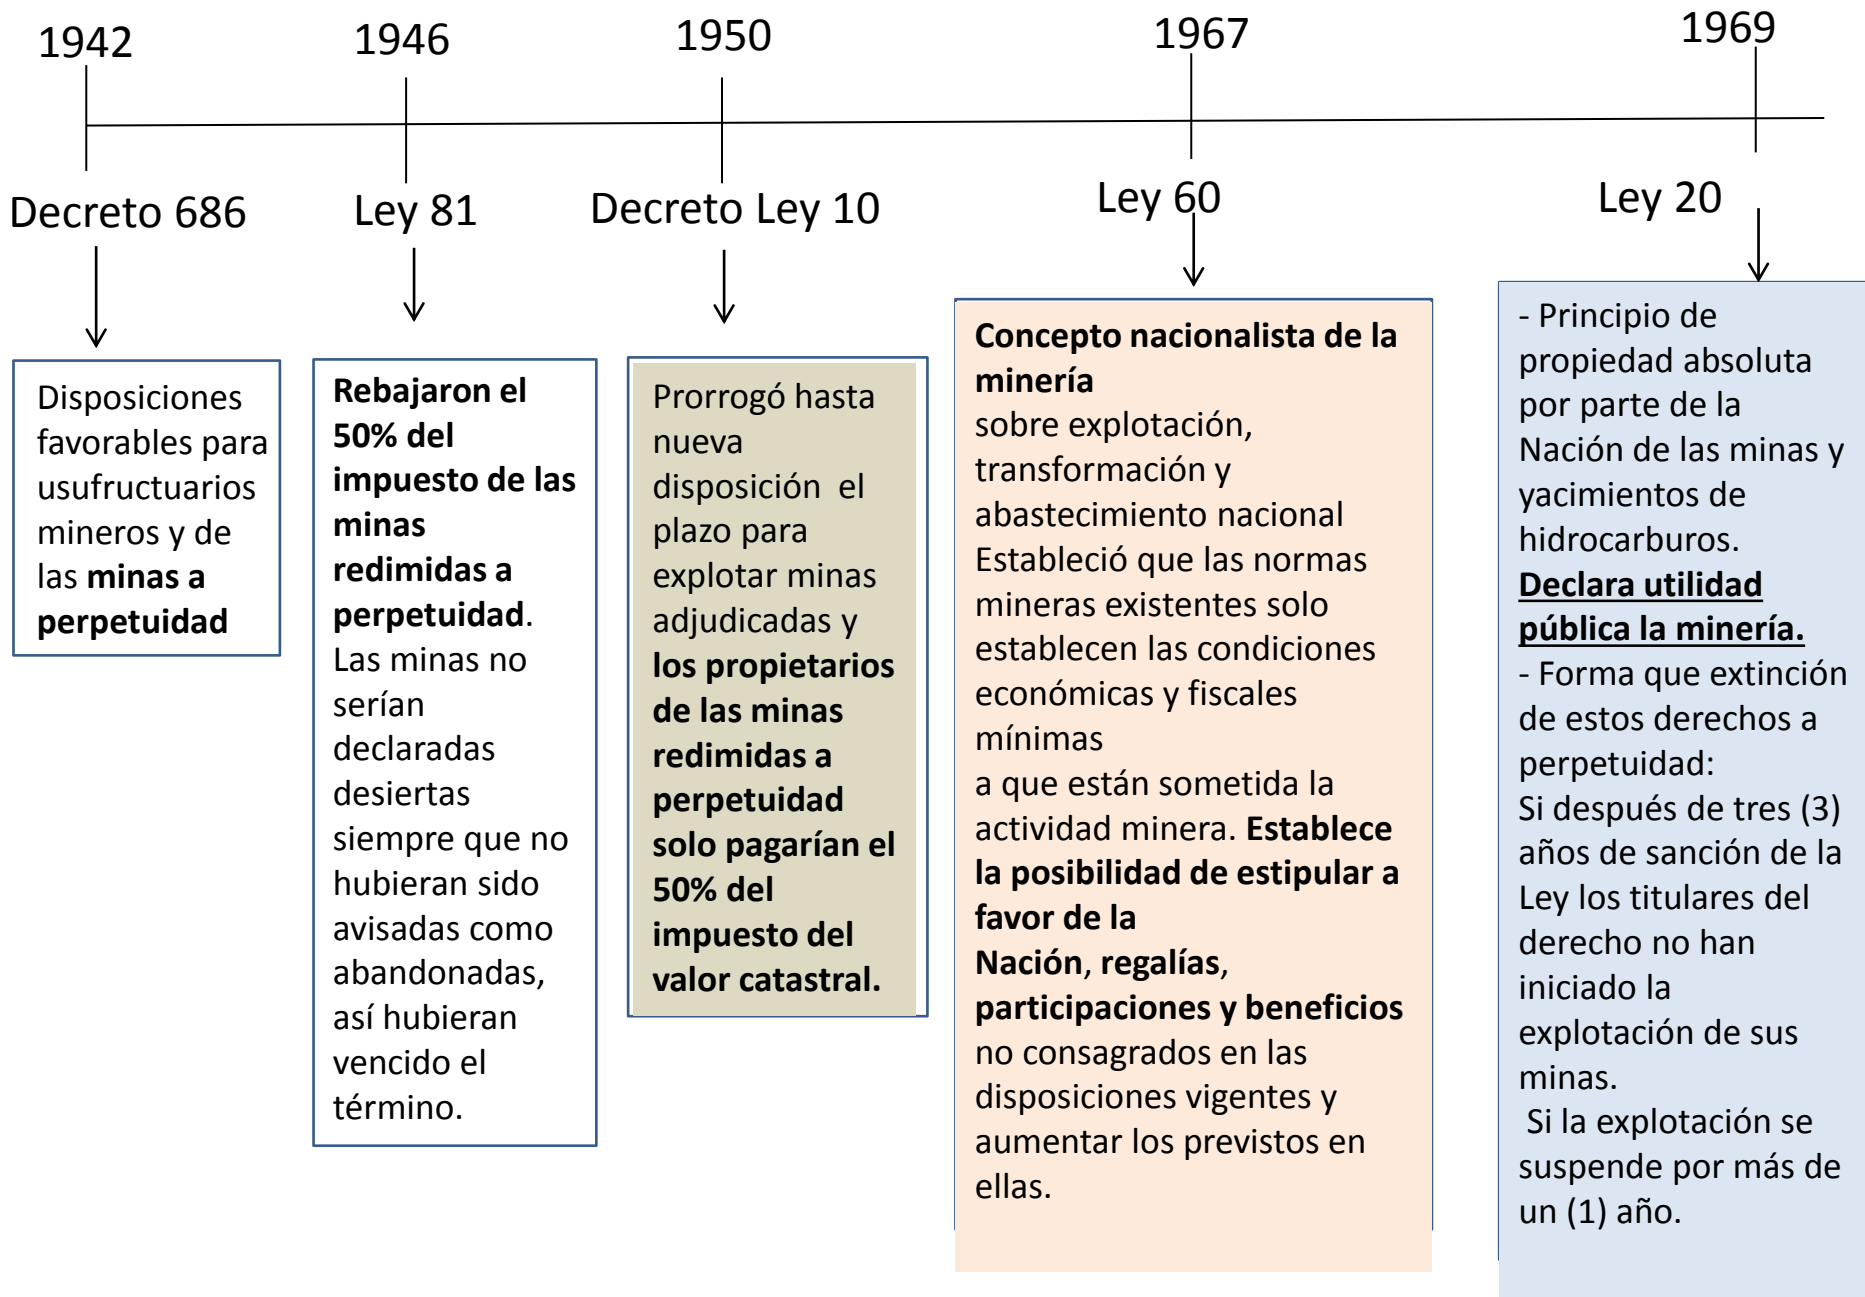 1942
1946
1950
1967
1969
Decreto 686
Ley 81
Decreto Ley 10
Ley 60
Ley 20
Disposiciones
favorables para
usufructuarios
mineros y de
las minas a
perpetuidad
Rebajaron el
50% del
impuesto de las
minas
redimidas a
perpetuidad.
Las minas no
serían
declaradas
desiertas
siempre que no
hubieran sido
avisadas como
abandonadas,
así hubieran
vencido el
término.
Prorrogó hasta
nueva
disposición el
plazo para
explotar minas
adjudicadas y
los propietarios
de las minas
redimidas a
perpetuidad
solo pagarían el
50% del
impuesto del
valor catastral.
Concepto nacionalista de la
minería
sobre explotación,
transformación y
abastecimiento nacional
Estableció que las normas
mineras existentes solo
establecen las condiciones
económicas y fiscales
mínimas
a que están sometida la
actividad minera. Establece
la posibilidad de estipular a
favor de la
Nación, regalías,
participaciones y beneficios
no consagrados en las
disposiciones vigentes y
aumentar los previstos en
ellas.
- Principio de
propiedad absoluta
por parte de la
Nación de las minas y
yacimientos de
hidrocarburos.
Declara utilidad
pública la minería.
- Forma que extinción
de estos derechos a
perpetuidad:
Si después de tres (3)
años de sanción de la
Ley los titulares del
derecho no han
iniciado la
explotación de sus
minas.
Si la explotación se
suspende por más de
un (1) año.